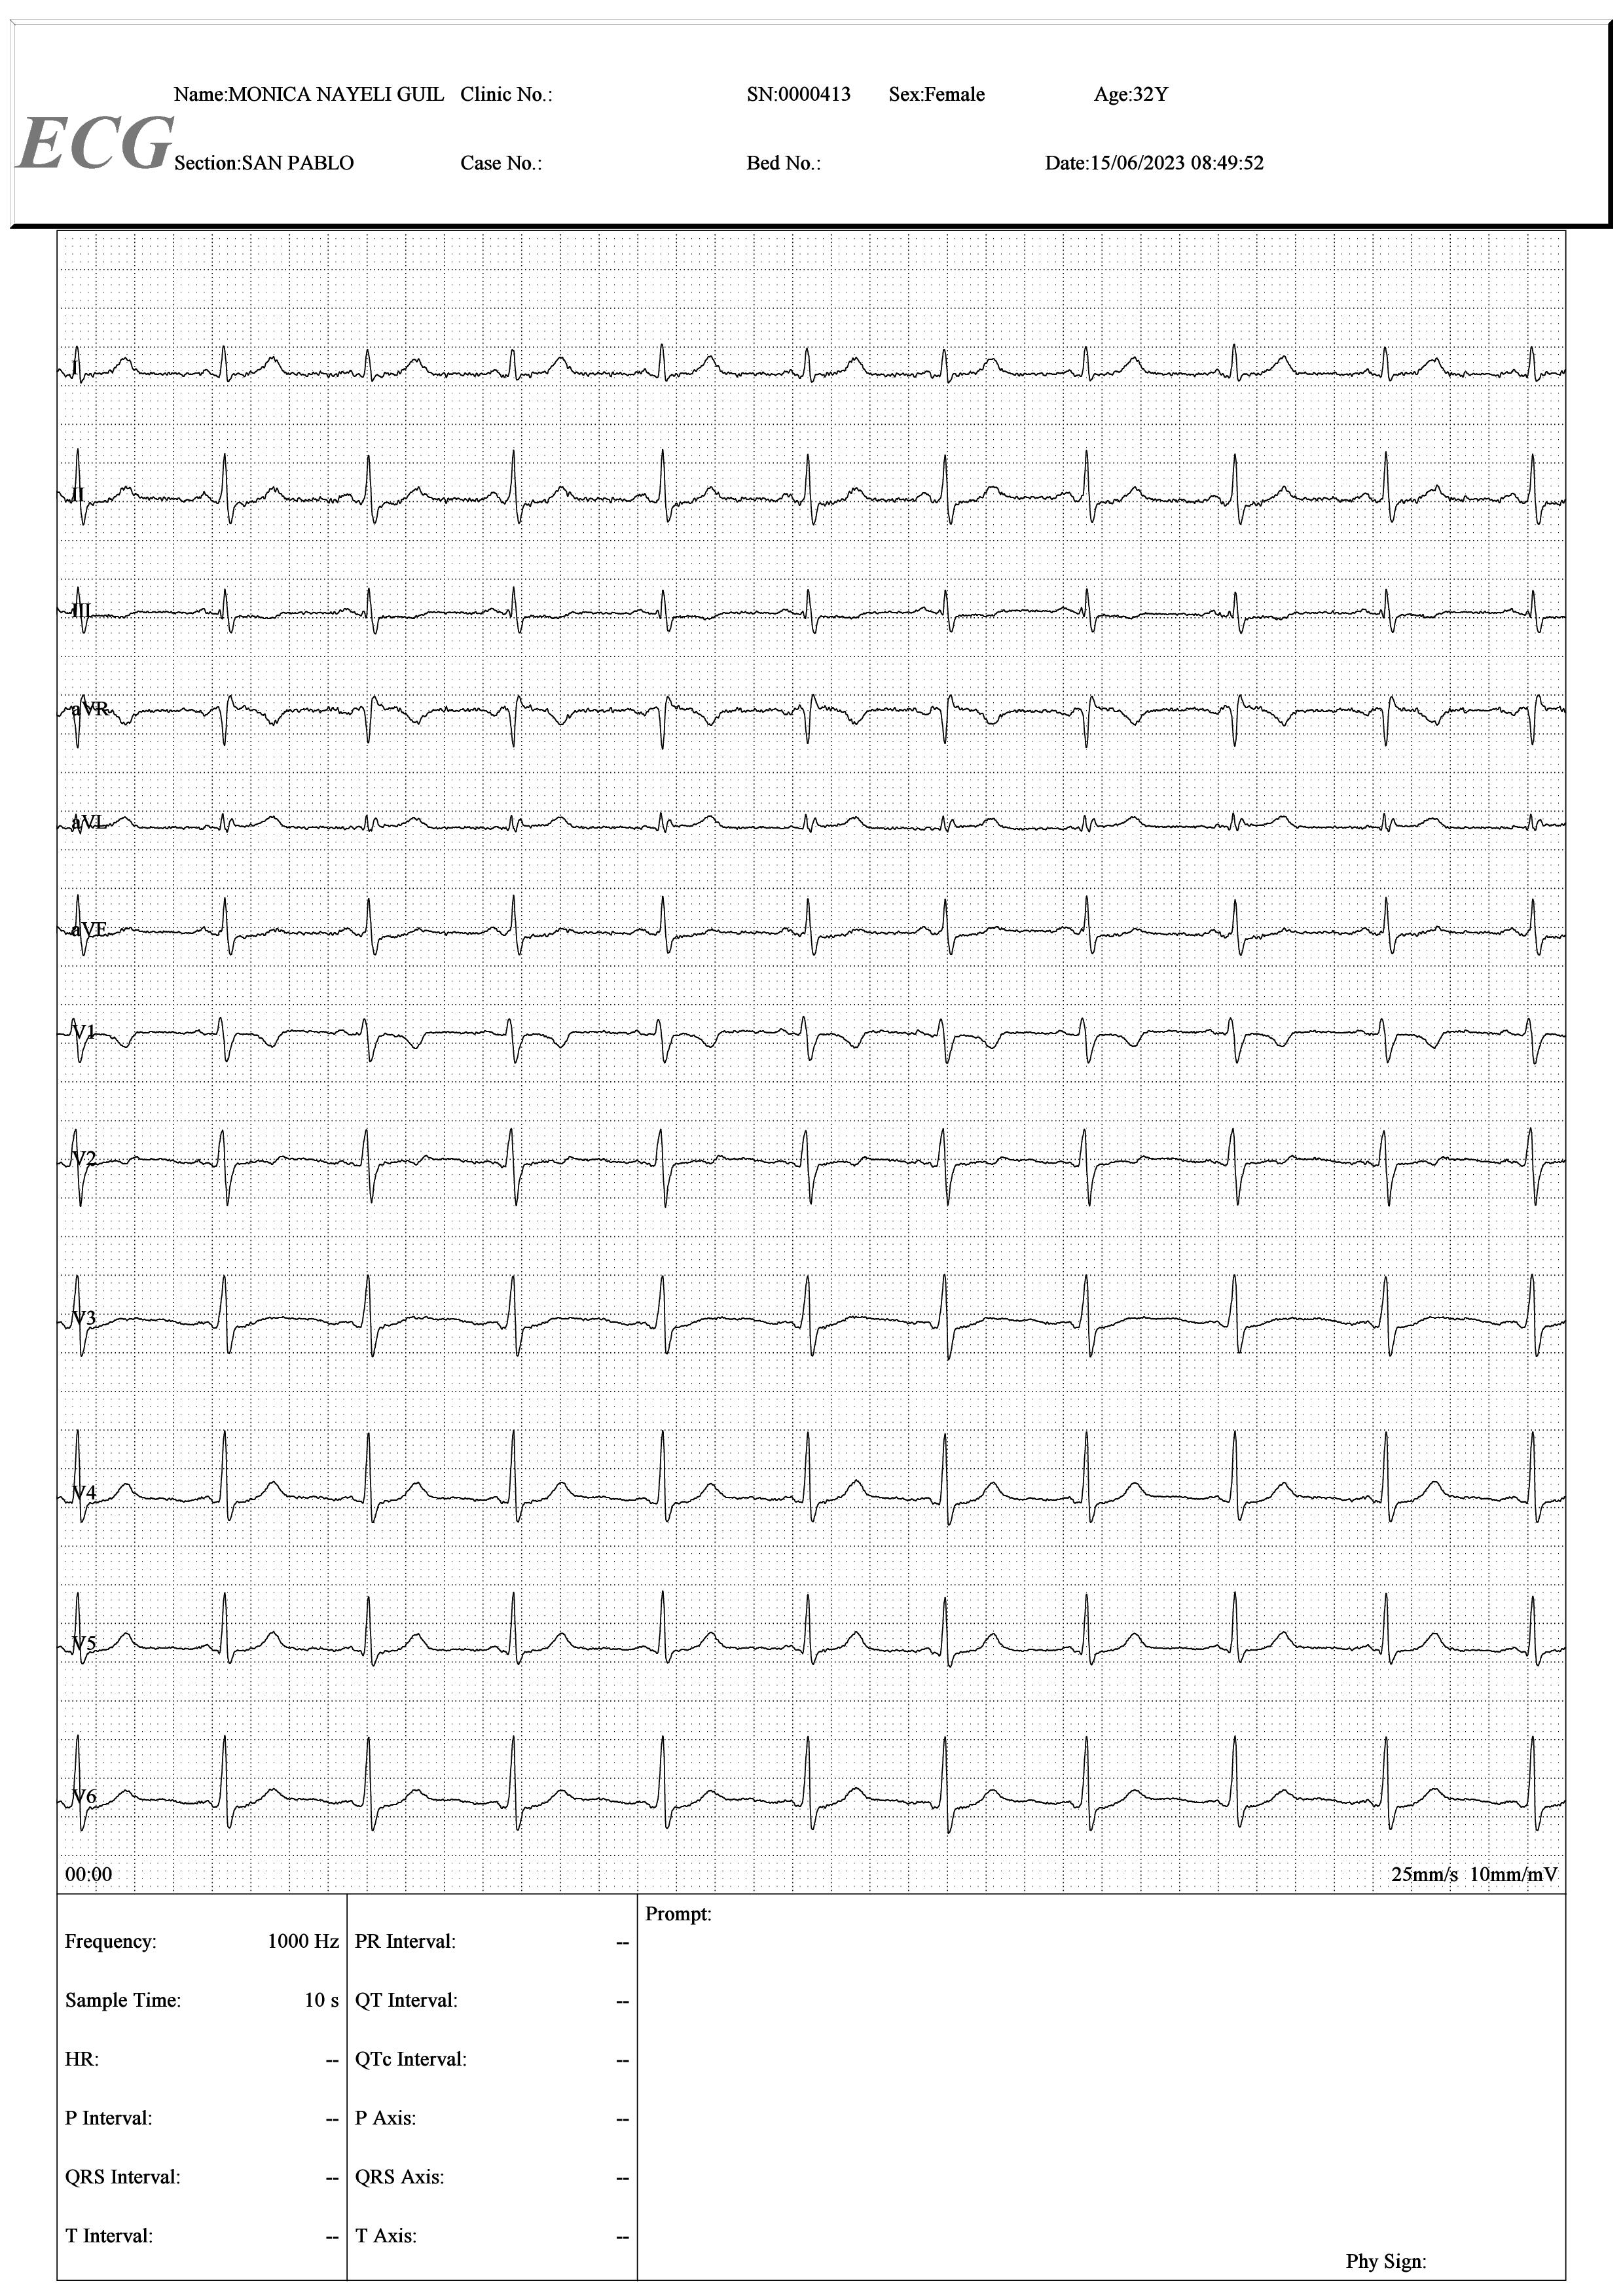 ECG
Name:MONICA NAYELI GUIL Clinic No.: SN:0000413 Sex:Female Age:32Y
Section:SAN PABLO Case No.: Bed No.: Date:15/06/2023 08:49:52
I
II
III
aVR
aVL
aVF
V1
V2
V3
V4
V5
V6
00:00 25mm/s 10mm/mV
Frequency: 1000 Hz PR Interval: -- Prompt:
Sample Time: 10 s QT Interval: --
HR: -- QTc Interval: --
P Interval: -- P Axis: --
QRS Interval: -- QRS Axis: --
T Interval: -- T Axis: --
Phy Sign: